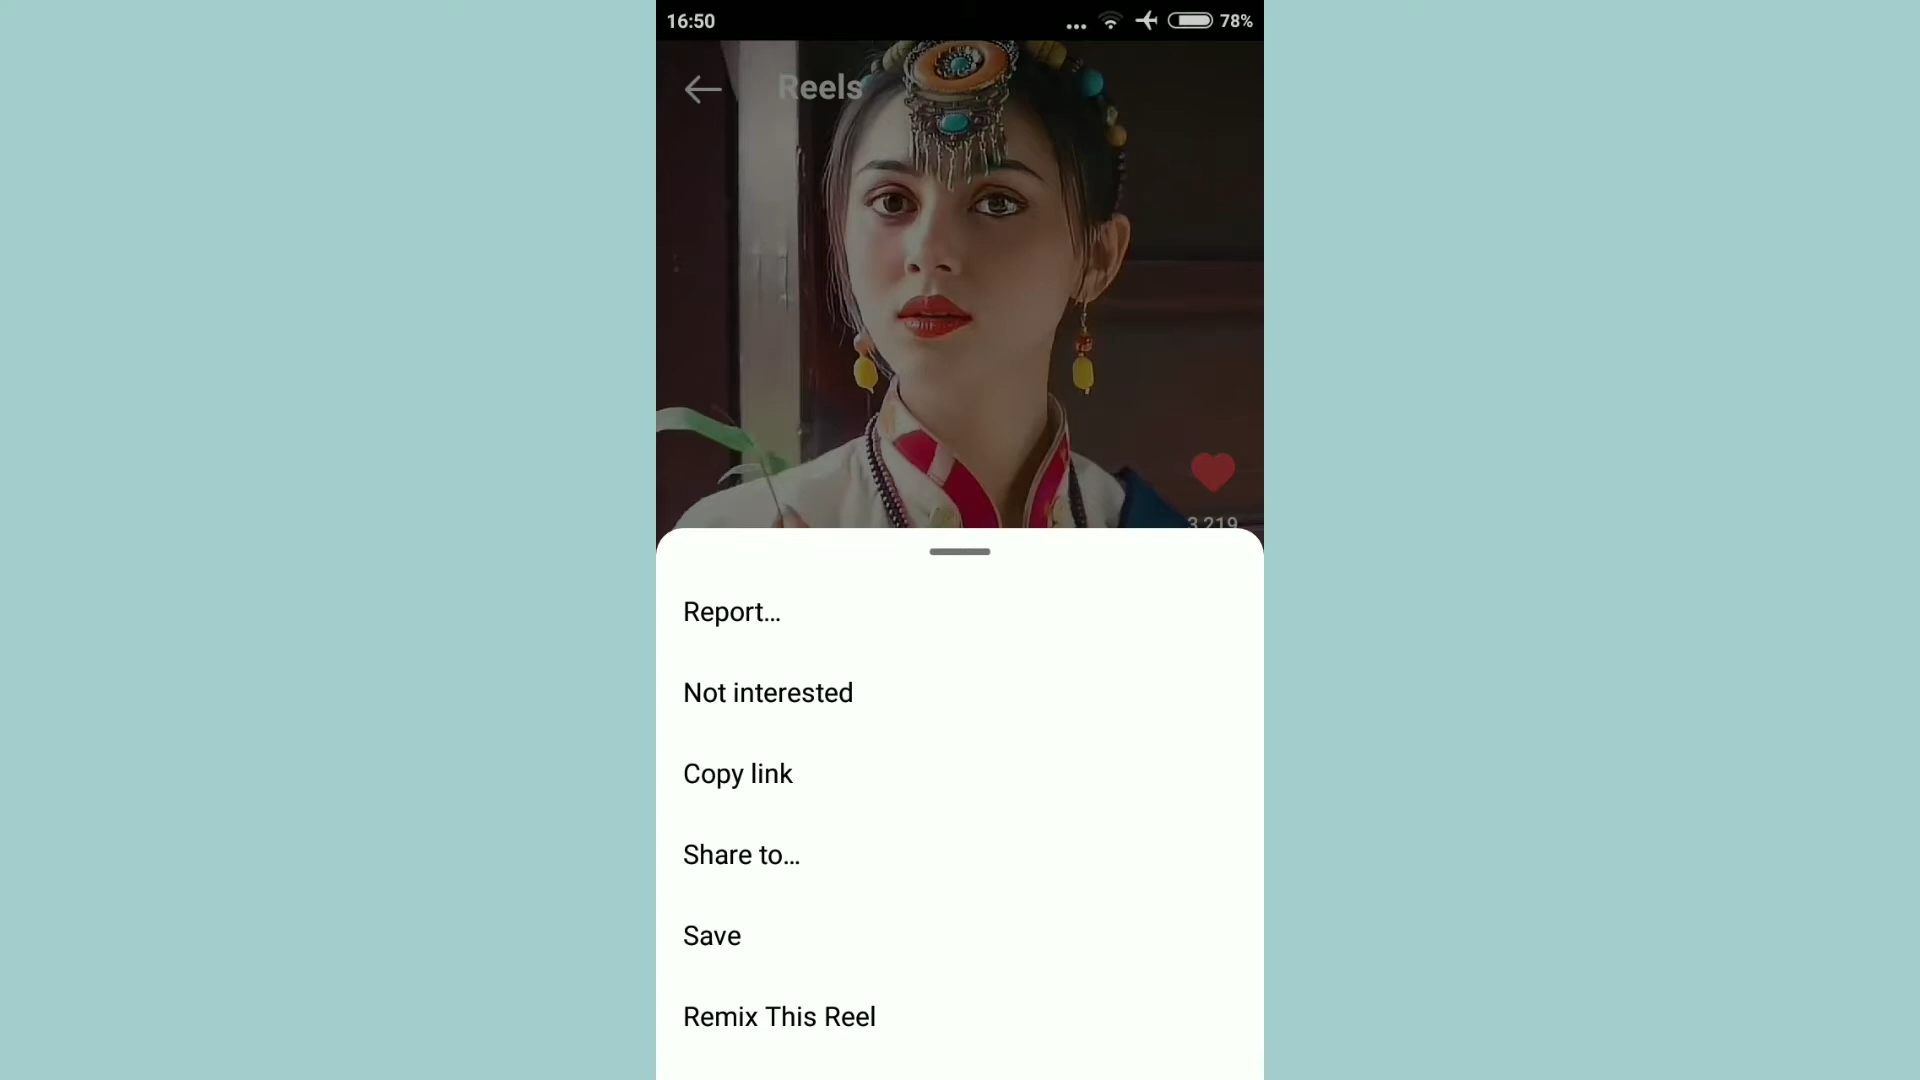 16:50
78%
Reels
3,219
Report...
Not interested
Copy link
Share to...
Save
Remix This Reel